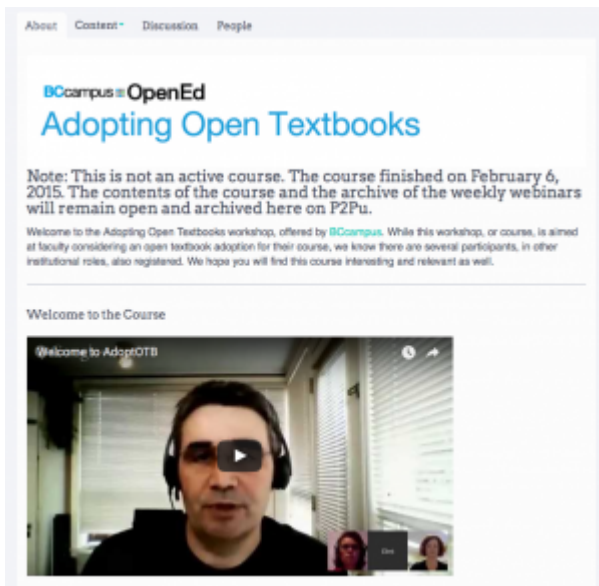 About Content Discussion People
BCcampus OpenEd
Adopting Open Textbooks
Note: This is not an active course. The course finished on February 6,
2015. The contents of the course and the archive of the weekly webinars
will remain open and archived here on P2Pu.
Welcome to the Adopting Open Textbooks workshop, offered by BCcampus. While this workshop, or course, is aimed
at faculty considering an open textbook adoption for their course, we know there are several participants, in other
institutional roles, also registered. We hope you will find this course interesting and relevant as well.
Welcome to the Course
Welcome to AdoptOTB